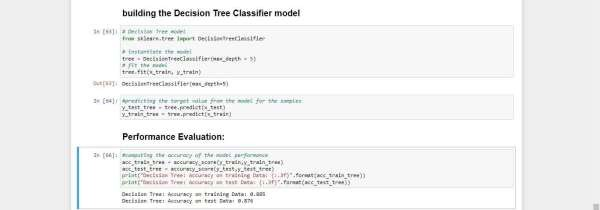 building the Decision Tree Classifier model
In [63]: # Decision Tree model
from sklearn.tree import DecisionTreeClassifier
# instantiate the model
tree = DecisionTreeClassifier(max_depth = 5)
# fit the model
tree.fit(X_train, y_train)
Out[63]: DecisionTreeClassifier(max_depth=5)
In [64]: #predicting the target value from the model for the samples
y_test_tree = tree.predict(X_test)
y_train_tree = tree.predict(X_train)
Performance Evaluation:
In [66]: #computing the accuracy of the model performance
acc_train_tree = accuracy_score(y_train,y_train_tree)
acc_test_tree = accuracy_score(y_test,y_test_tree)
print("Decision Tree: Accuracy on training Data: {:.3f}".format(acc_train_tree))
print("Decision Tree: Accuracy on test Data: {:.3f}".format(acc_test_tree))
Decision Tree: Accuracy on training Data: 0.885
Decision Tree: Accuracy on test Data: 0.876